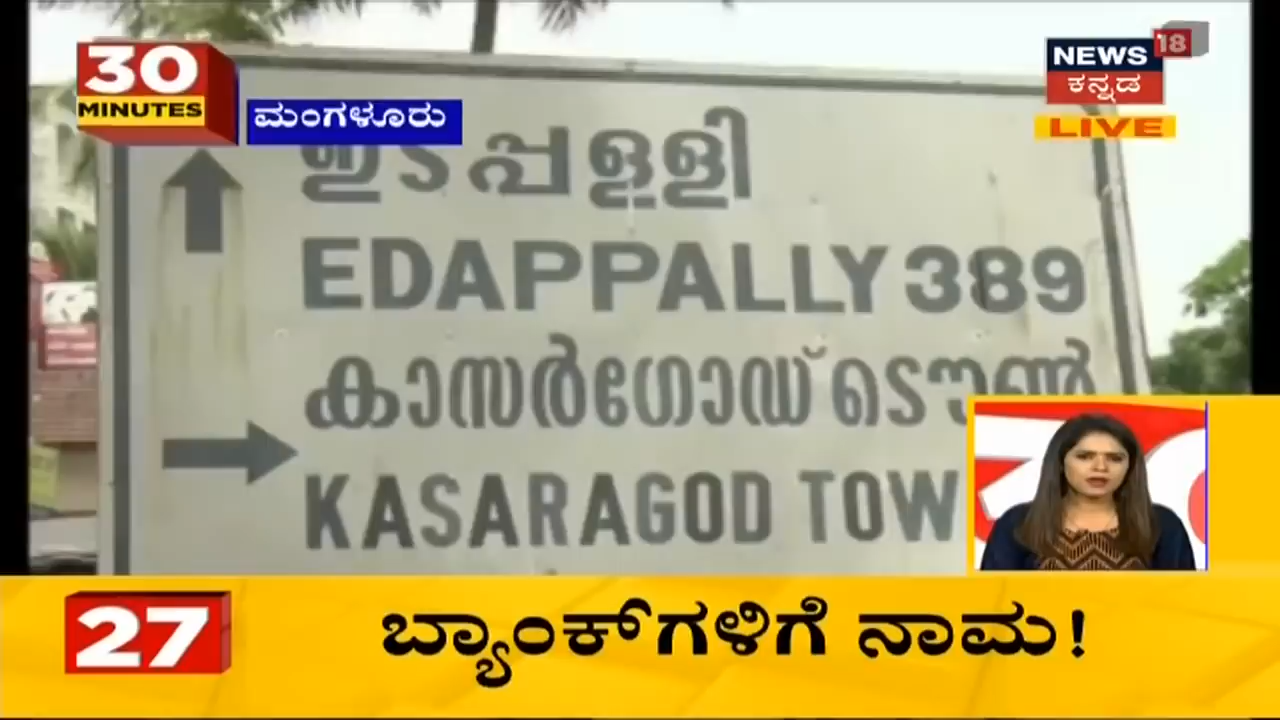 30
MINUTES
ಮಂಗಳೂರು
NEWS 18
ಕನ್ನಡ
LIVE
ഇടപ്പള്ളി
EDAPPALLY 389
കാസർഗോഡ് ടൌൺ
KASARAGOD TOW
27
ಬ್ಯಾಂಕ್‌ಗಳಿಗೆ ನಾಮ!